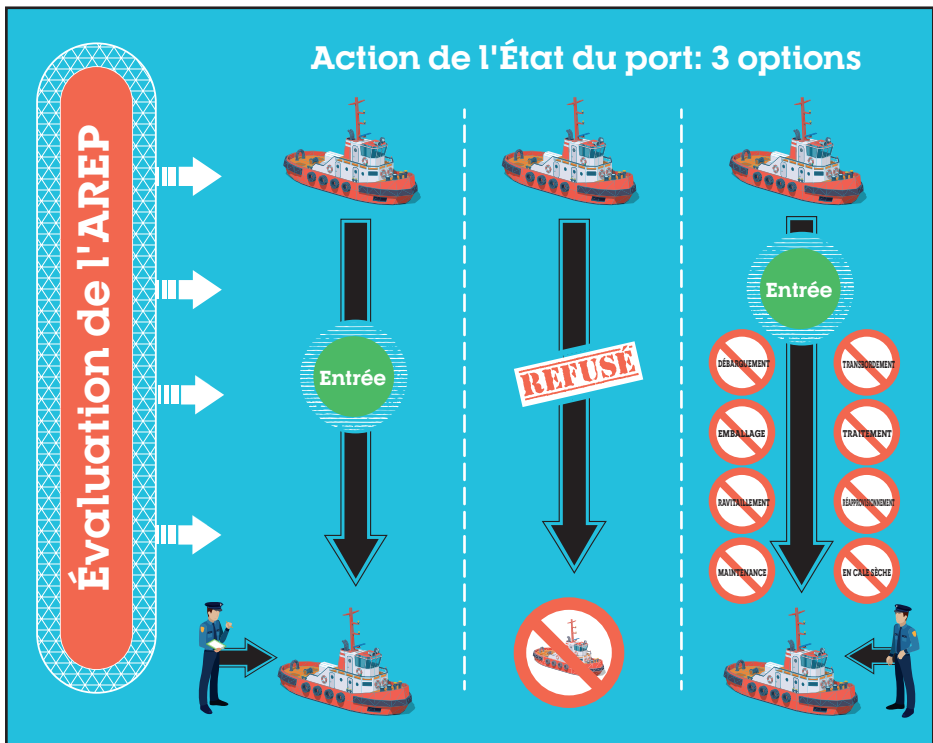 Action de l'État du port: 3 options
Évaluation de l'AREP
Entrée
REFUSÉ
Entrée
DÉBARQUEMENT
TRANSBORDEMENT
EMBALLAGE
TRAITEMENT
RAVITAILLEMENT
RÉAPPROVISIONNEMENT
MAINTENANCE
EN CALE SÈCHE